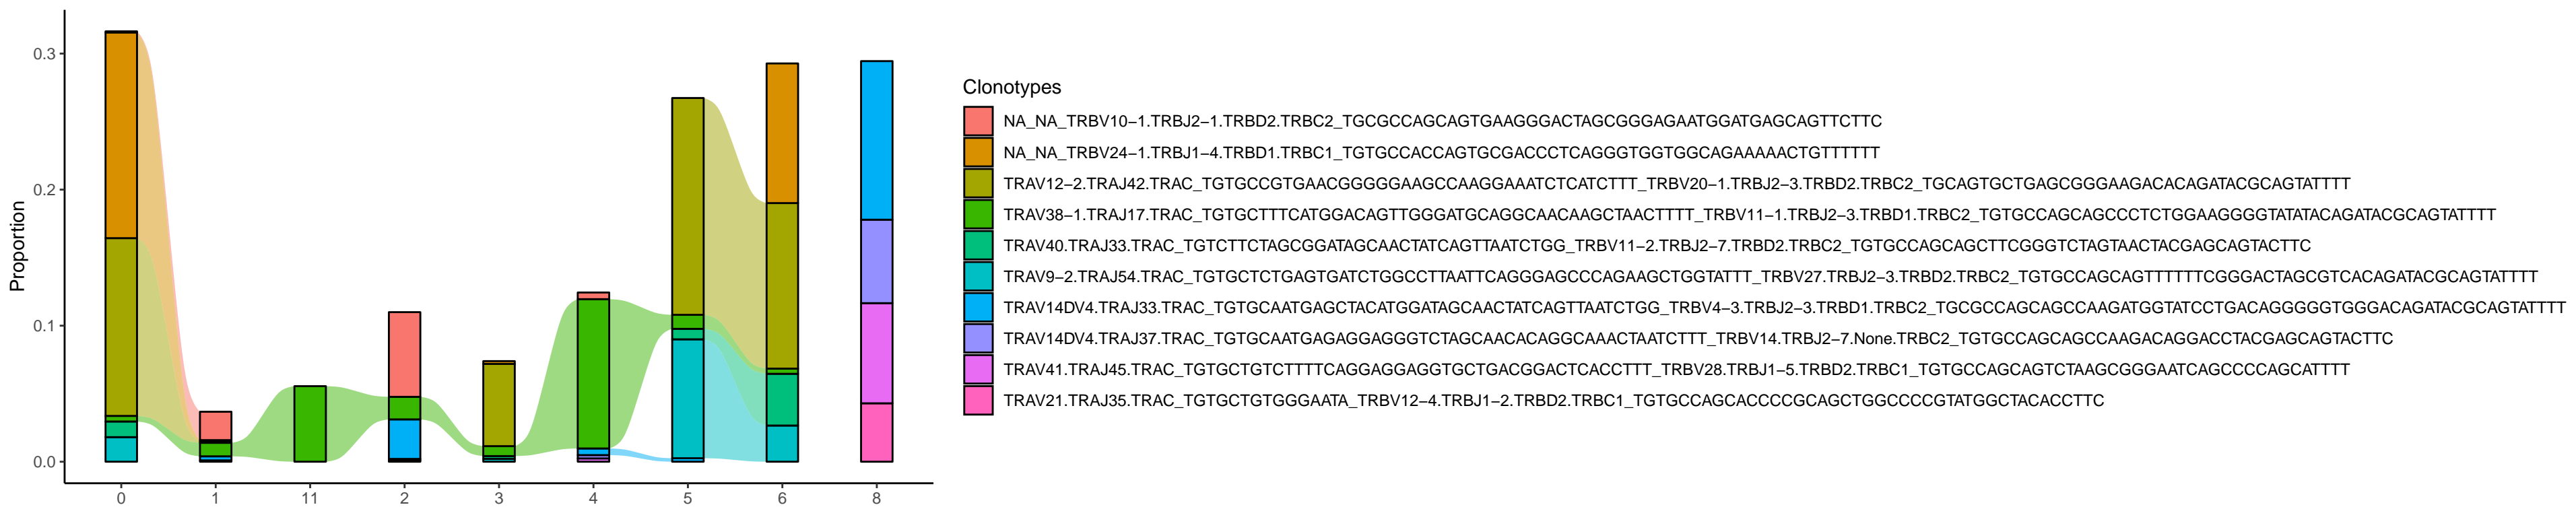 Proportion
0.3
0.2
0.1
0.0
0 1 11 2 3 4 5 6 8
Clonotypes
NA_NA_TRBV10−1.TRBJ2−1.TRBD2.TRBC2_TGCGCCAGCAGTGAAGGGACTAGCGGGAGAATGGATGAGCAGTTCTTC
NA_NA_TRBV24−1.TRBJ1−4.TRBD1.TRBC1_TGTGCCACCAGTGCGACCCTCAGGGTGGTGGCAGAAAAACTGTTTTTT
TRAV12−2.TRAJ42.TRAC_TGTGCCGTGAACGGGGGAAGCCAAGGAAATCTCATCTTT_TRBV20−1.TRBJ2−3.TRBD2.TRBC2_TGCAGTGCTGAGCGGGAAGACACAGATACGCAGTATTTT
TRAV38−1.TRAJ17.TRAC_TGTGCTTTCATGGACAGTTGGGATGCAGGCAACAAGCTAACTTTT_TRBV11−1.TRBJ2−3.TRBD1.TRBC2_TGTGCCAGCAGCCCTCTGGAAGGGGTATATACAGATACGCAGTATTTT
TRAV40.TRAJ33.TRAC_TGTCTTCTAGCGGATAGCAACTATCAGTTAATCTGG_TRBV11−2.TRBJ2−7.TRBD2.TRBC2_TGTGCCAGCAGCTTCGGGTCTAGTAACTACGAGCAGTACTTC
TRAV9−2.TRAJ54.TRAC_TGTGCTCTGAGTGATCTGGCCTTAATTCAGGGAGCCCAGAAGCTGGTATTT_TRBV27.TRBJ2−3.TRBD2.TRBC2_TGTGCCAGCAGTTTTTTCGGGACTAGCGTCACAGATACGCAGTATTTT
TRAV14DV4.TRAJ33.TRAC_TGTGCAATGAGCTACATGGATAGCAACTATCAGTTAATCTGG_TRBV4−3.TRBJ2−3.TRBD1.TRBC2_TGCGCCAGCAGCCAAGATGGTATCCTGACAGGGGGTGGGACAGATACGCAGTATTTT
TRAV14DV4.TRAJ37.TRAC_TGTGCAATGAGAGGAGGGTCTAGCAACACAGGCAAACTAATCTTT_TRBV14.TRBJ2−7.None.TRBC2_TGTGCCAGCAGCCAAGACAGGACCTACGAGCAGTACTTC
TRAV41.TRAJ45.TRAC_TGTGCTGTCTTTTCAGGAGGAGGTGCTGACGGACTCACCTTT_TRBV28.TRBJ1−5.TRBD2.TRBC1_TGTGCCAGCAGTCTAAGCGGGAATCAGCCCCAGCATTTT
TRAV21.TRAJ35.TRAC_TGTGCTGTGGGAATA_TRBV12−4.TRBJ1−2.TRBD2.TRBC1_TGTGCCAGCACCCCGCAGCTGGCCCCGTATGGCTACACCTTC